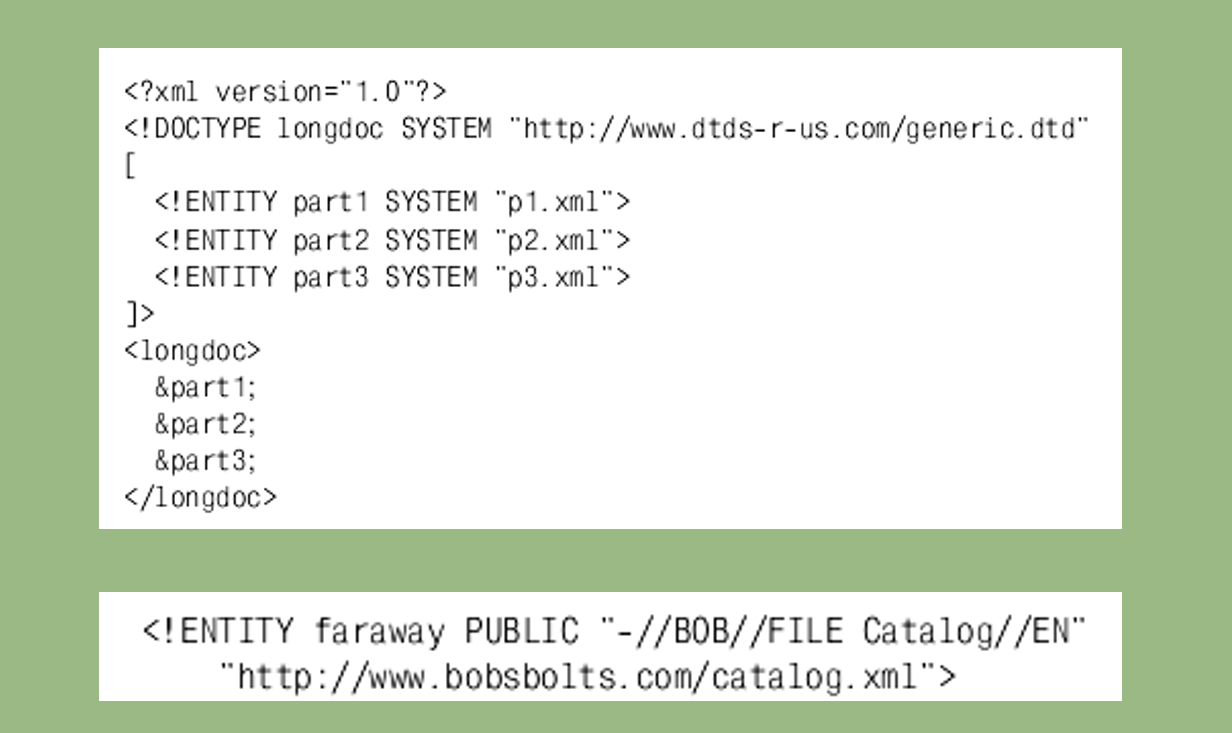 <?xml version="1.0"?>
<!DOCTYPE longdoc SYSTEM "http://www.dtds-r-us.com/generic.dtd"
[
<!ENTITY part1 SYSTEM "p1.xml">
<!ENTITY part2 SYSTEM "p2.xml">
<!ENTITY part3 SYSTEM "p3.xml">
]>
<longdoc>
&part1;
&part2;
&part3;
</longdoc>
<!ENTITY faraway PUBLIC "-//BOB//FILE Catalog//EN"
"http://www.bobsbolts.com/catalog.xml">